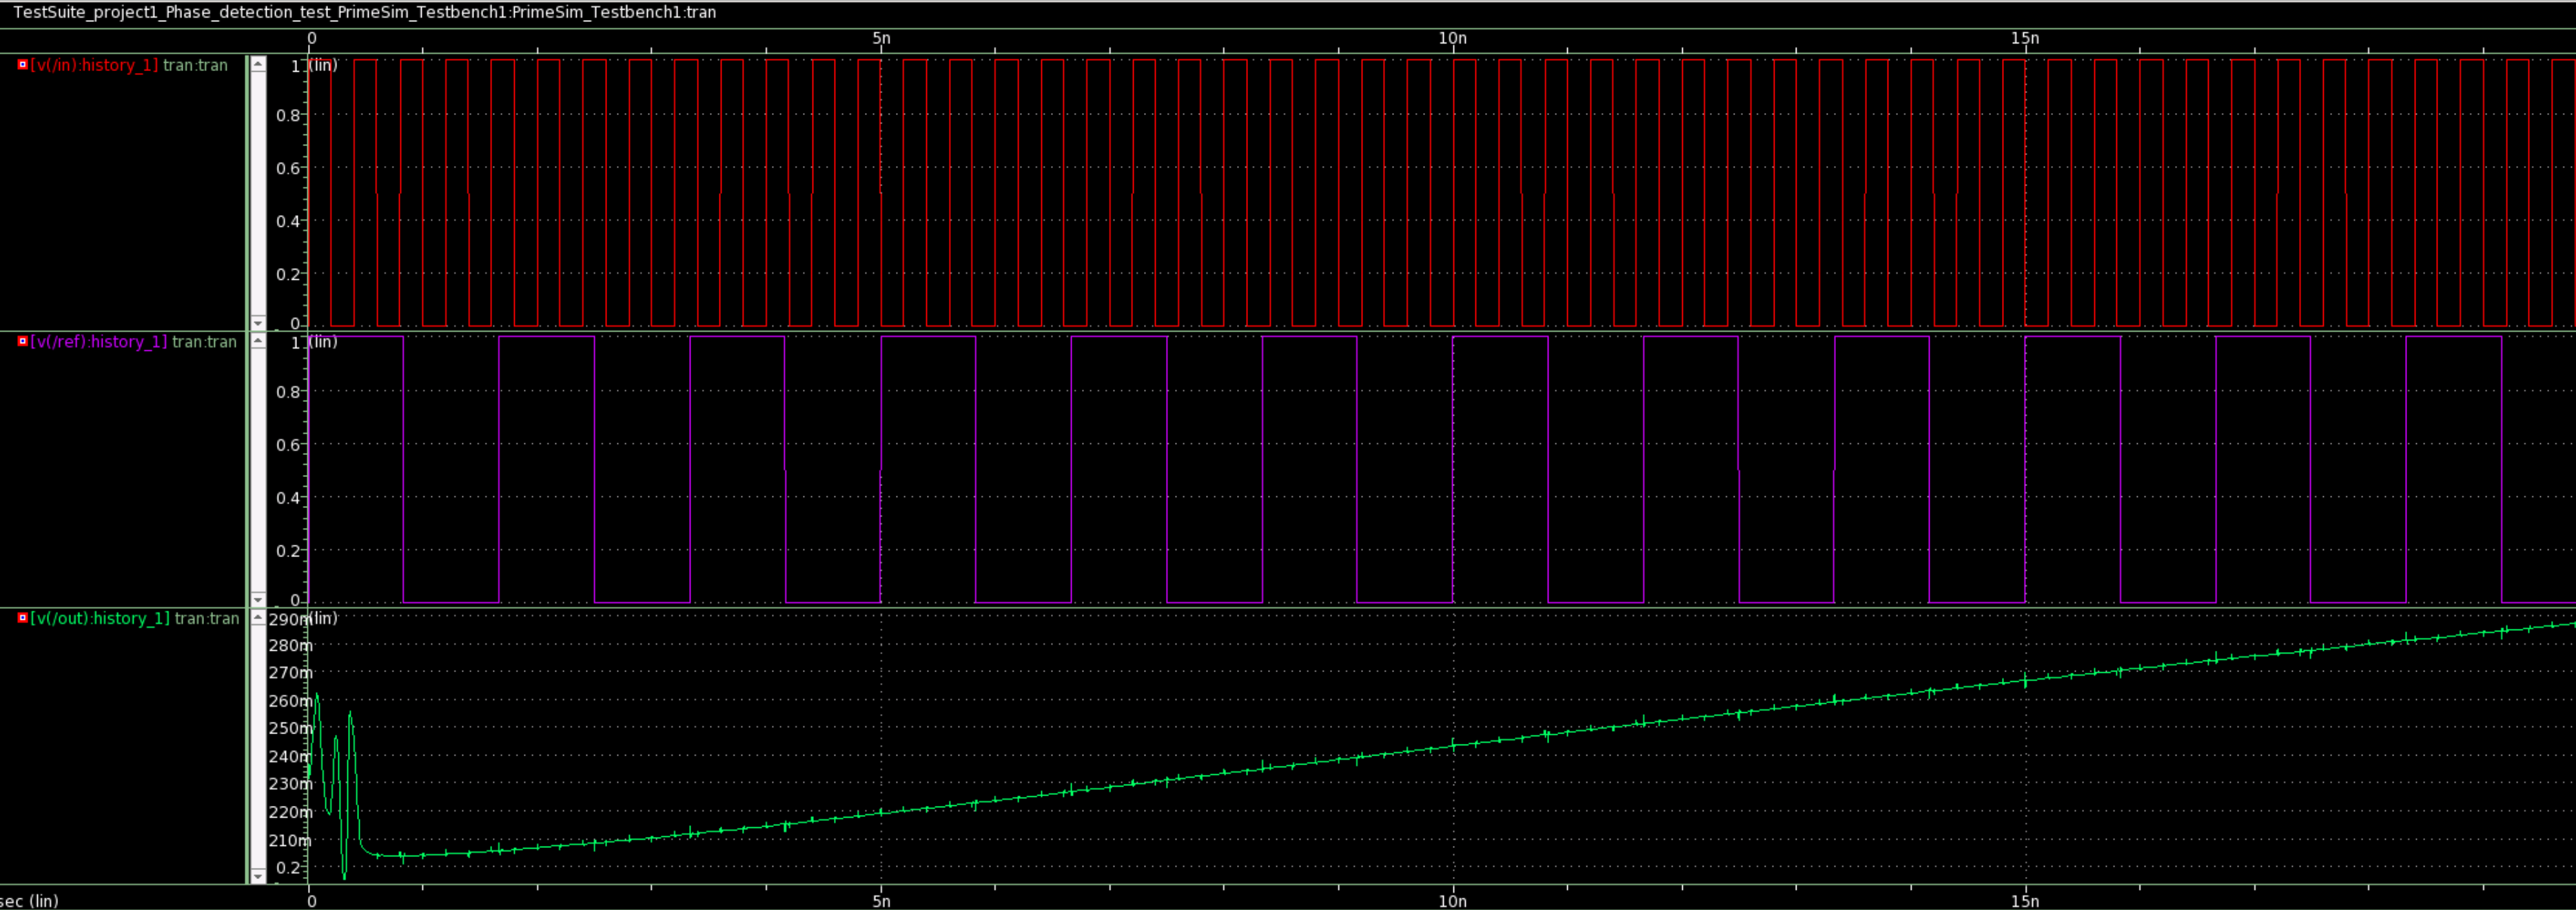 TestSuite_project1_Phase_detection_test_PrimeSim_Testbench1:PrimeSim_Testbench1:tran
0 5n 10n 15n
[v(/in):history_1] tran:tran
1 (lin)
0.8
0.6
0.4
0.2
0
[v(/ref):history_1] tran:tran
1 (lin)
0.8
0.6
0.4
0.2
0
[v(/out):history_1] tran:tran
290m (lin)
280m
270m
260m
250m
240m
230m
220m
210m
0.2
sec (lin) 0 5n 10n 15n